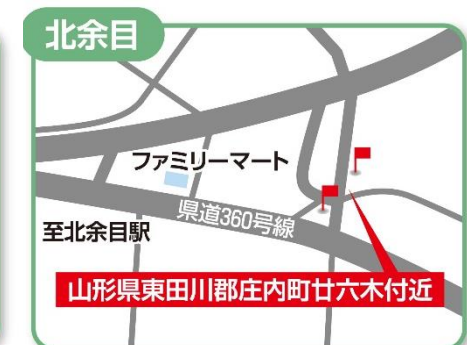 北余目
ファミリーマート
県道360号線
至北余目駅
山形県東田川郡庄内町廿六木付近